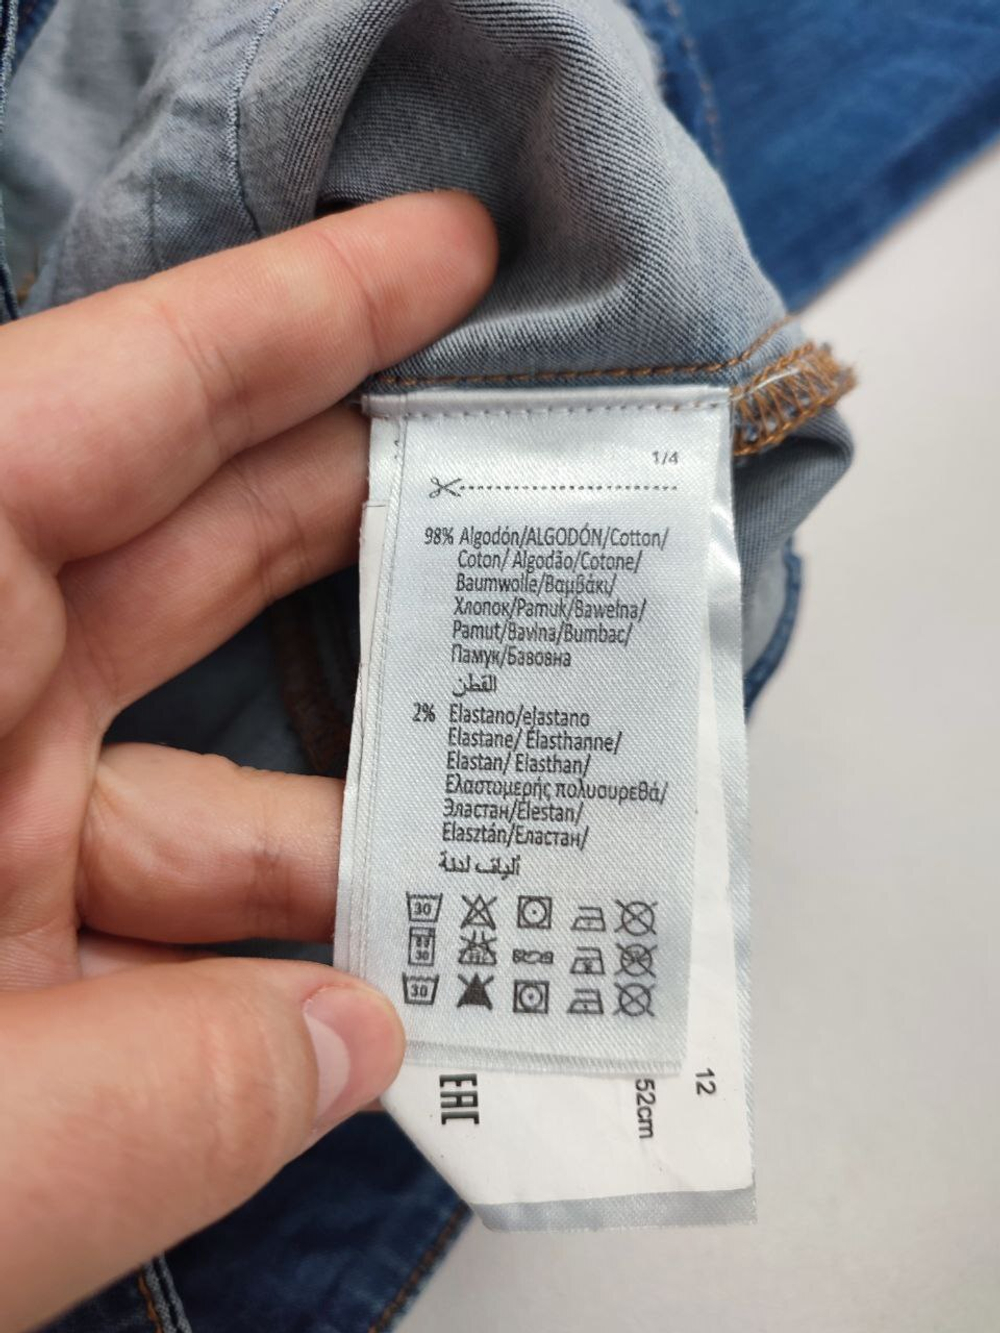 1/4
98% Algodón/ALGODÓN/Cotton/
Coton/ Algodão/Cotone/
Baumwolle/Βαμβάκι/
Хлопок/Pamuk/Bawełna/
Pamut/Bavlna/Bumbac/
Памук/Бавовна
القطن
2% Elastano/elastano
Elastane/ Élasthanne/
Elastan/ Elasthan/
Ελαστομερής πολυουρεθά/
Эластан/Elestan/
Elasztán/Еластан/
ألياف لدنة
30
30
30
EAC
52cm
12